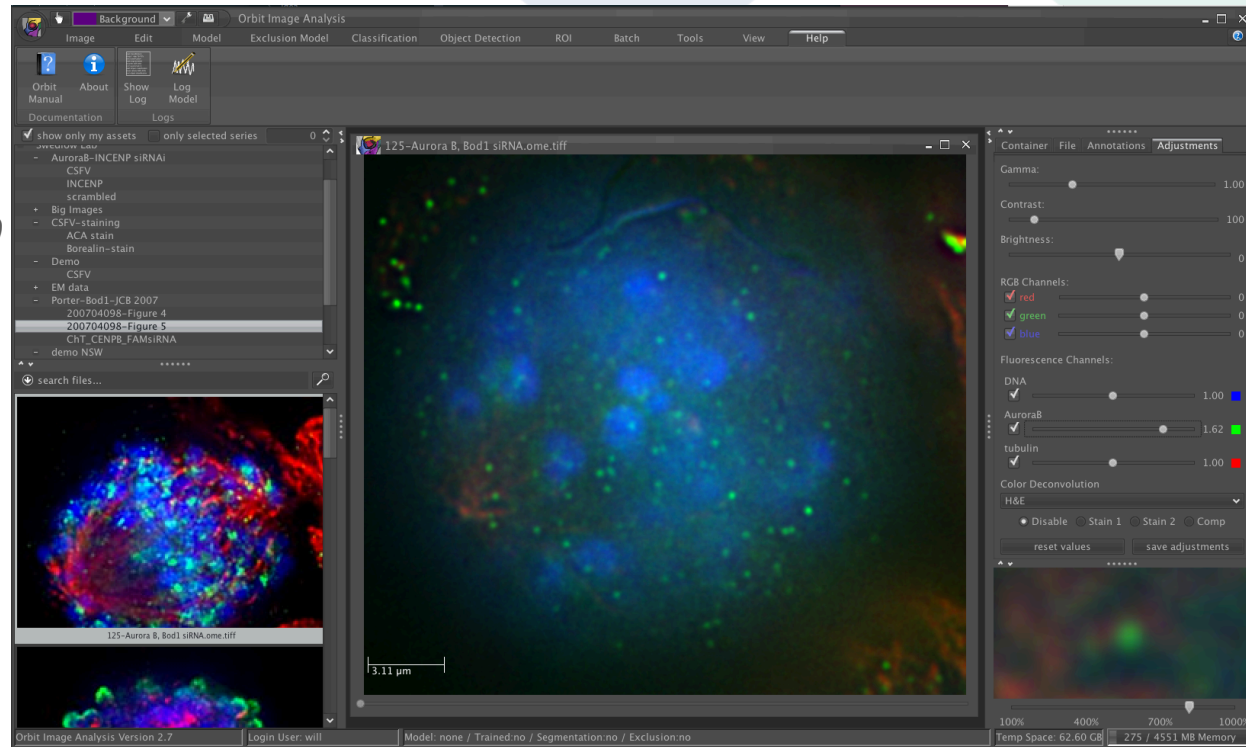 Background
Orbit Image Analysis
Image Edit Model Exclusion Model Classification Object Detection ROI Batch Tools View Help
Orbit Manual
About
Show Log
Log Model
Documentation Logs
show only my assets only selected series 0
Swedlow Lab
- AuroraB-INCENP siRNAi
CSFV
INCENP
scrambled
+ Big Images
- CSFV-staining
ACA stain
Borealin-stain
- Demo
CSFV
+ EM data
- Porter-Bod1-JCB 2007
200704098-Figure 4
200704098-Figure 5
ChT_CENPB_FAMsiRNA
- demo NSW
search files...
125-Aurora B, Bod1 siRNA.ome.tiff
125-Aurora B, Bod1 siRNA.ome.tiff
3.11 µm
Container File Annotations Adjustments
Gamma:
1.00
Contrast:
100
Brightness:
0
RGB Channels:
red 0
green 0
blue 0
Fluorescence Channels:
DNA
1.00
AuroraB
1.62
tubulin
1.00
Color Deconvolution
H&E
Disable Stain 1 Stain 2 Comp
reset values save adjustments
100% 400% 700% 1000%
Orbit Image Analysis Version 2.7 Login User: will Model: none / Trained:no / Segmentation:no / Exclusion:no Temp Space: 62.60 GB 275 / 4551 MB Memory